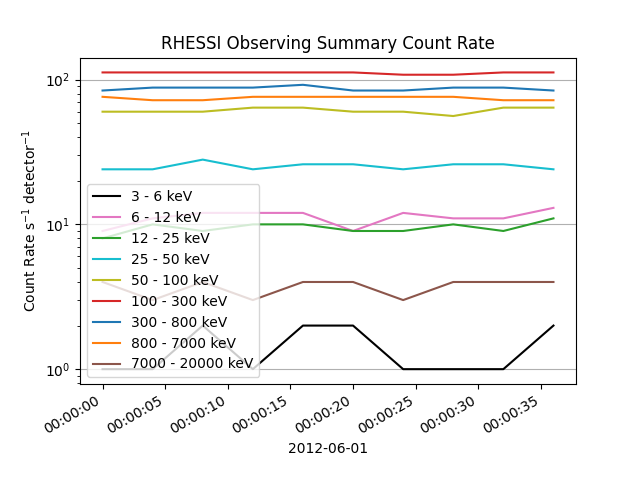 RHESSI Observing Summary Count Rate
Count Rate s⁻¹ detector⁻¹
10²
10¹
10⁰
3 - 6 keV
6 - 12 keV
12 - 25 keV
25 - 50 keV
50 - 100 keV
100 - 300 keV
300 - 800 keV
800 - 7000 keV
7000 - 20000 keV
00:00:00
00:00:05
00:00:10
00:00:15
00:00:20
00:00:25
00:00:30
00:00:35
2012-06-01